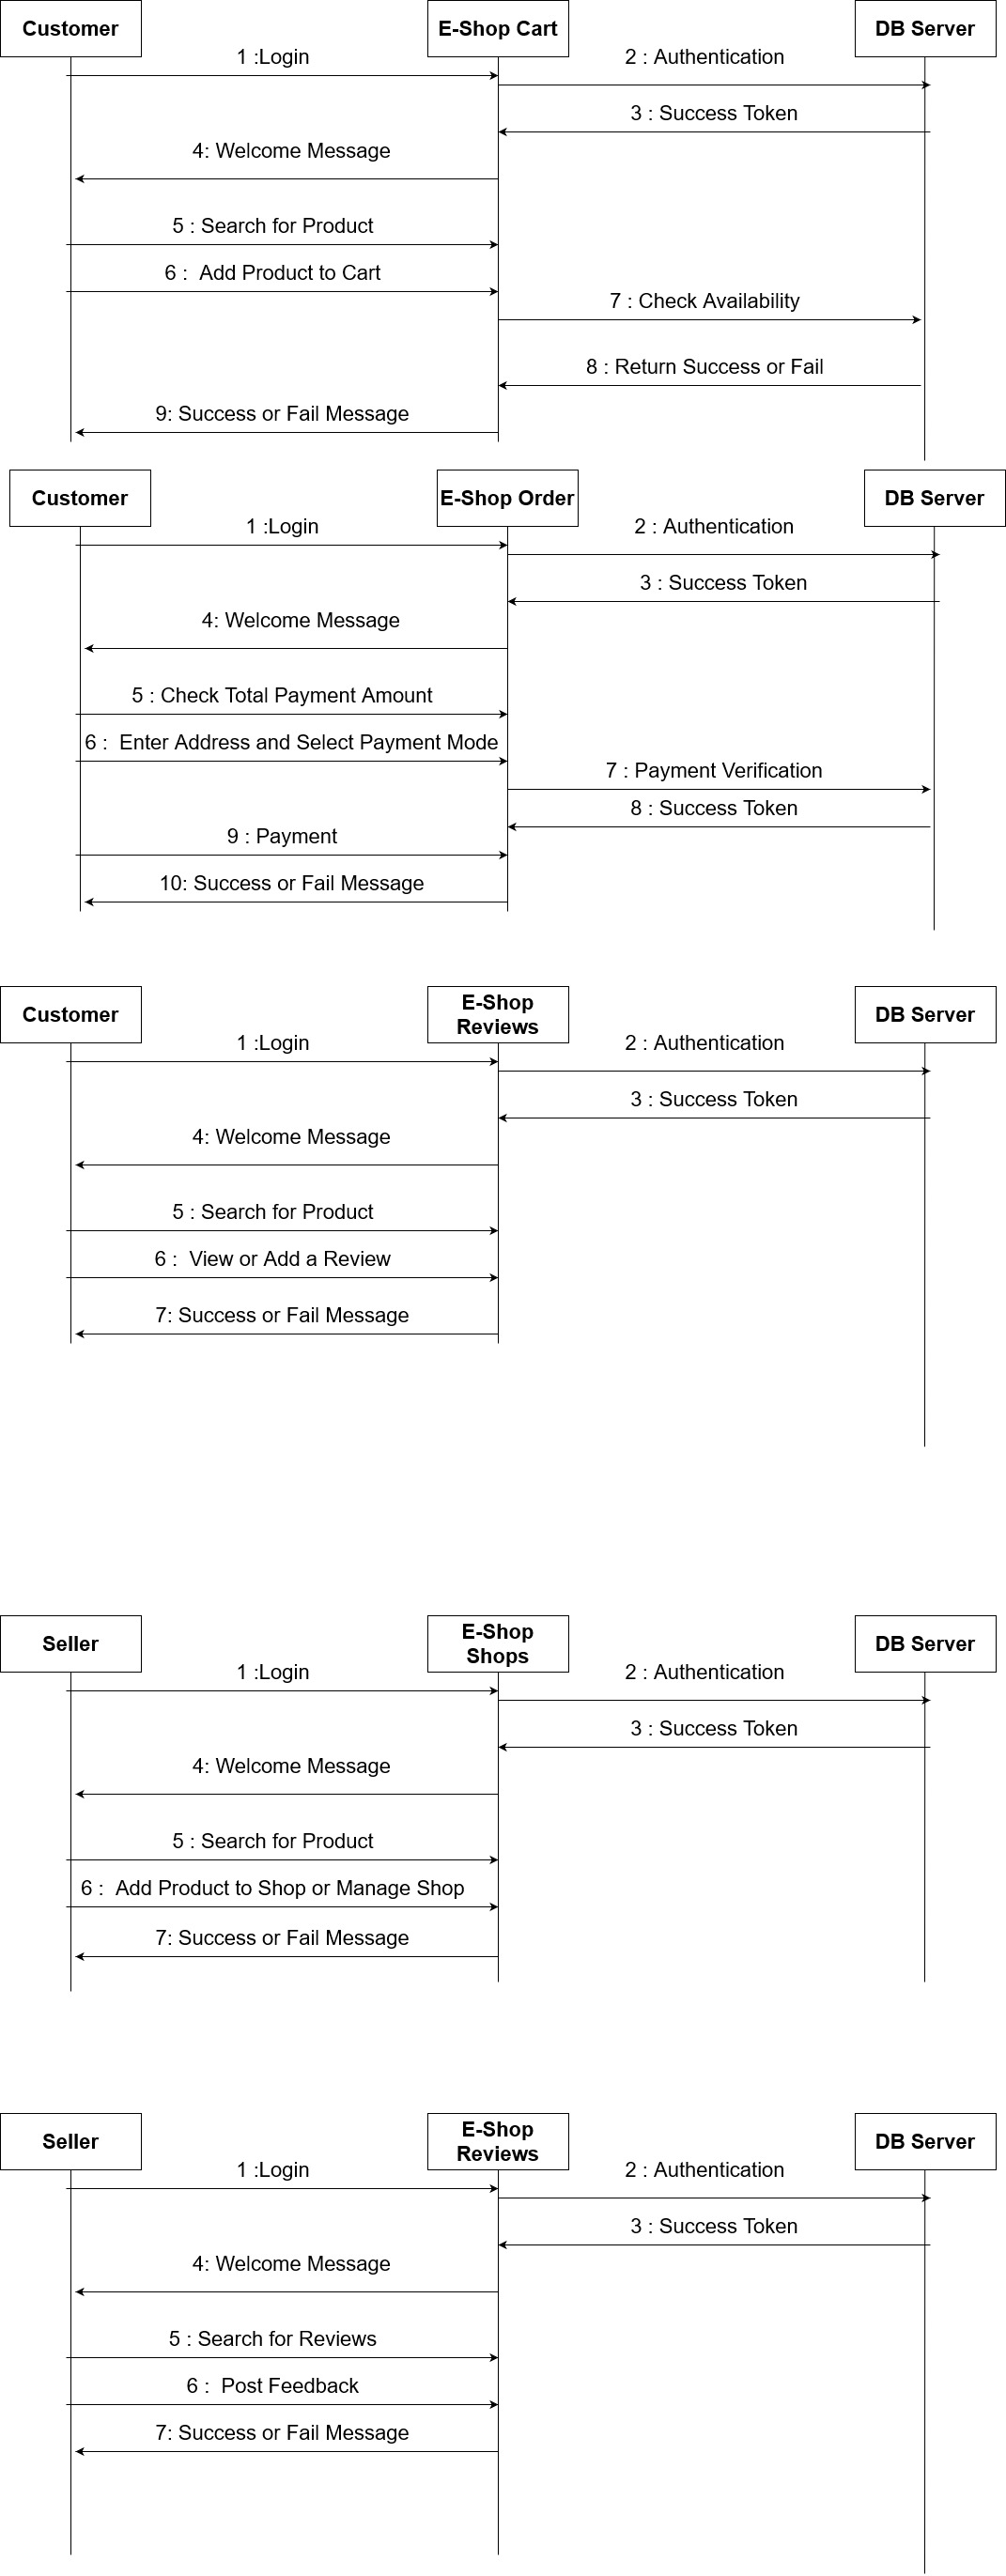 Customer
E-Shop Cart
DB Server
1 :Login
2 : Authentication
3 : Success Token
4: Welcome Message
5 : Search for Product
6 :  Add Product to Cart
7 : Check Availability
8 : Return Success or Fail
9: Success or Fail Message
Customer
E-Shop Order
DB Server
1 :Login
2 : Authentication
3 : Success Token
4: Welcome Message
5 : Check Total Payment Amount
6 :  Enter Address and Select Payment Mode
7 : Payment Verification
8 : Success Token
9 : Payment
10: Success or Fail Message
Customer
E-Shop
Reviews
DB Server
1 :Login
2 : Authentication
3 : Success Token
4: Welcome Message
5 : Search for Product
6 :  View or Add a Review
7: Success or Fail Message
Seller
E-Shop
Shops
DB Server
1 :Login
2 : Authentication
3 : Success Token
4: Welcome Message
5 : Search for Product
6 :  Add Product to Shop or Manage Shop
7: Success or Fail Message
Seller
E-Shop
Reviews
DB Server
1 :Login
2 : Authentication
3 : Success Token
4: Welcome Message
5 : Search for Reviews
6 :  Post Feedback
7: Success or Fail Message